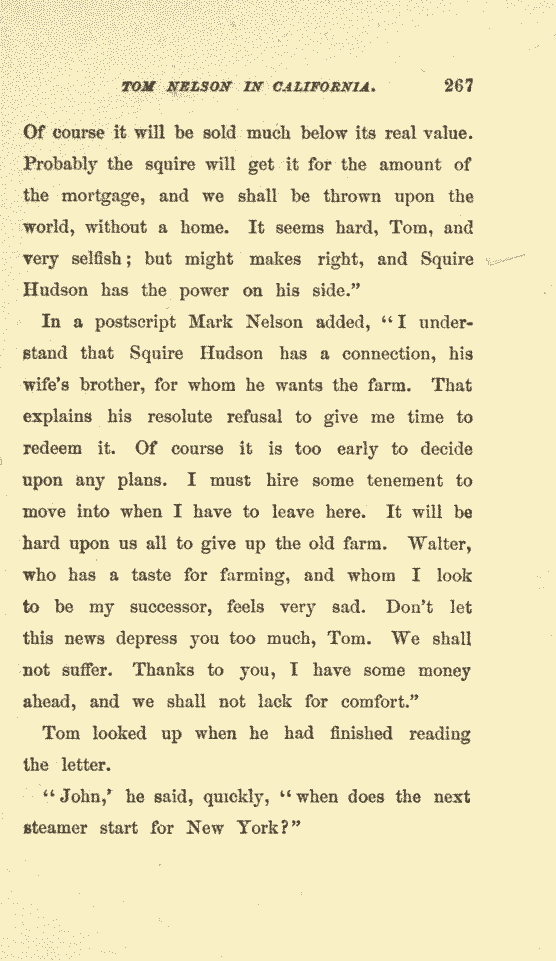 TOM NELSON IN CALIFORNIA. 267
Of course it will be sold much below its real value.
Probably the squire will get it for the amount of
the mortgage, and we shall be thrown upon the
world, without a home. It seems hard, Tom, and
very selfish; but might makes right, and Squire
Hudson has the power on his side.”
In a postscript Mark Nelson added, “I under-
stand that Squire Hudson has a connection, his
wife’s brother, for whom he wants the farm. That
explains his resolute refusal to give me time to
redeem it. Of course it is too early to decide
upon any plans. I must hire some tenement to
move into when I have to leave here. It will be
hard upon us all to give up the old farm. Walter,
who has a taste for farming, and whom I look
to be my successor, feels very sad. Don’t let
this news depress you too much, Tom. We shall
not suffer. Thanks to you, I have some money
ahead, and we shall not lack for comfort.”
Tom looked up when he had finished reading
the letter.
“John,’ he said, quickly, “when does the next
steamer start for New York?”